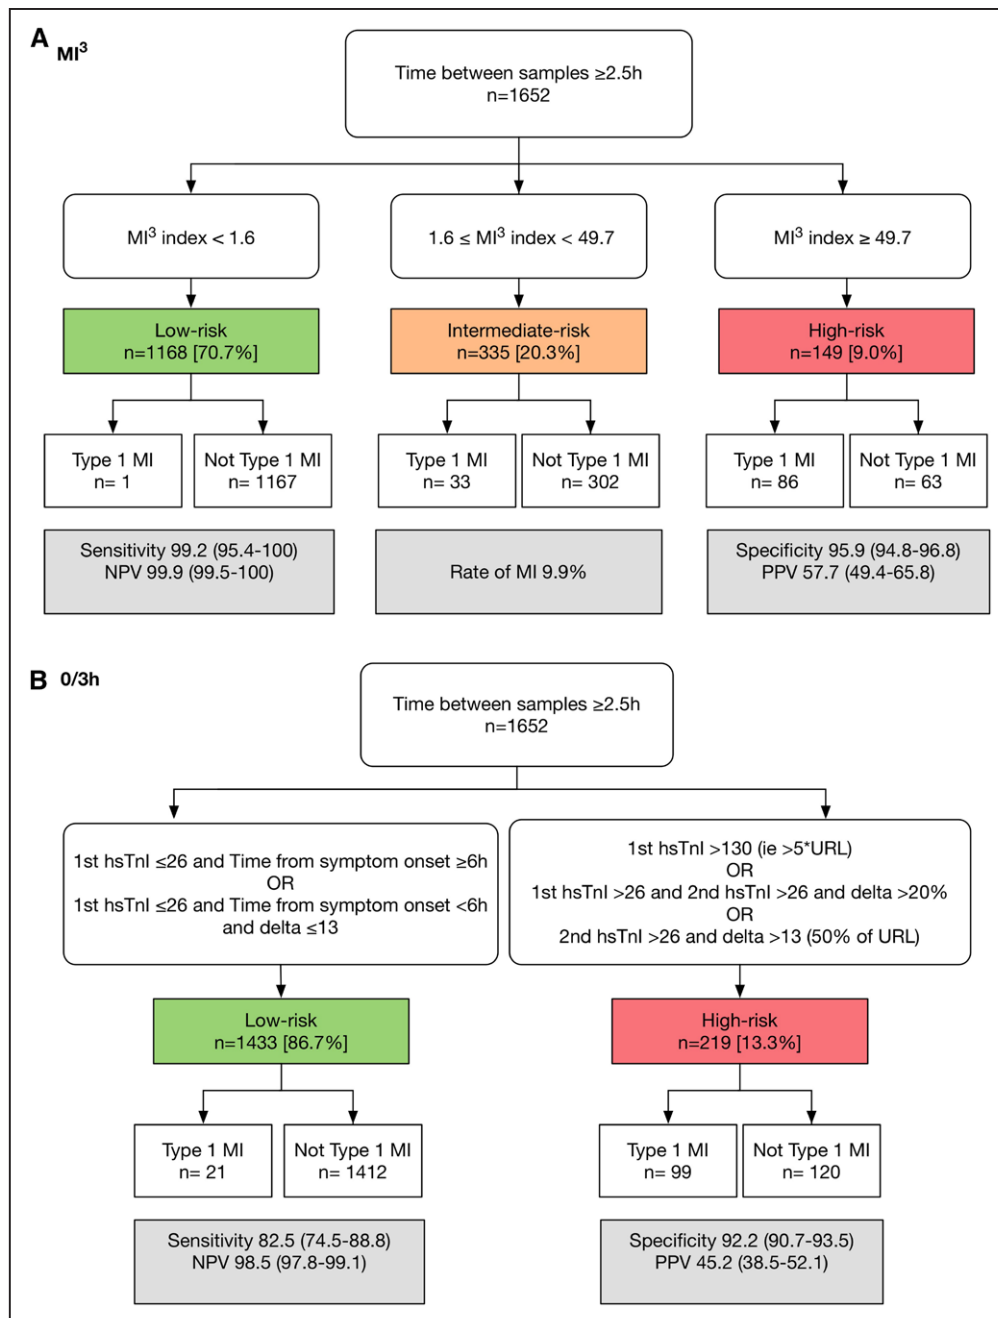 A MI³
Time between samples ≥2.5h
n=1652
MI³ index < 1.6
1.6 ≤ MI³ index < 49.7
MI³ index ≥ 49.7
Low-risk
n=1168 [70.7%]
Intermediate-risk
n=335 [20.3%]
High-risk
n=149 [9.0%]
Type 1 MI
n= 1
Not Type 1 MI
n= 1167
Type 1 MI
n= 33
Not Type 1 MI
n= 302
Type 1 MI
n= 86
Not Type 1 MI
n= 63
Sensitivity 99.2 (95.4-100)
NPV 99.9 (99.5-100)
Rate of MI 9.9%
Specificity 95.9 (94.8-96.8)
PPV 57.7 (49.4-65.8)
B 0/3h
Time between samples ≥2.5h
n=1652
1st hsTnI ≤26 and Time from symptom onset ≥6h
OR
1st hsTnI ≤26 and Time from symptom onset <6h
and delta ≤13
1st hsTnI >130 (ie >5*URL)
OR
1st hsTnI >26 and 2nd hsTnI >26 and delta >20%
OR
2nd hsTnI >26 and delta >13 (50% of URL)
Low-risk
n=1433 [86.7%]
High-risk
n=219 [13.3%]
Type 1 MI
n= 21
Not Type 1 MI
n= 1412
Type 1 MI
n= 99
Not Type 1 MI
n= 120
Sensitivity 82.5 (74.5-88.8)
NPV 98.5 (97.8-99.1)
Specificity 92.2 (90.7-93.5)
PPV 45.2 (38.5-52.1)